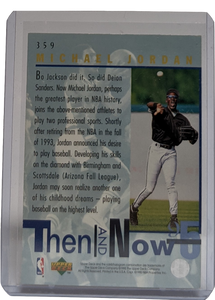 359
MICHAEL JORDAN
Bo Jackson did it. So did Deion
Sanders. Now Michael Jordan, perhaps
the greatest player in NBA history,
joins the above-mentioned athletes to
play two professional sports. Shortly
after retiring from the NBA in the fall
of 1993, Jordan announced his desire
to play baseball. Developing his skills
on the diamond with Birmingham and
Scottsdale (Arizona Fall League),
Jordan may soon realize another one
of his childhood dreams –
playing baseball on the highest level.
Then AND Now
UPPER DECK
NBA